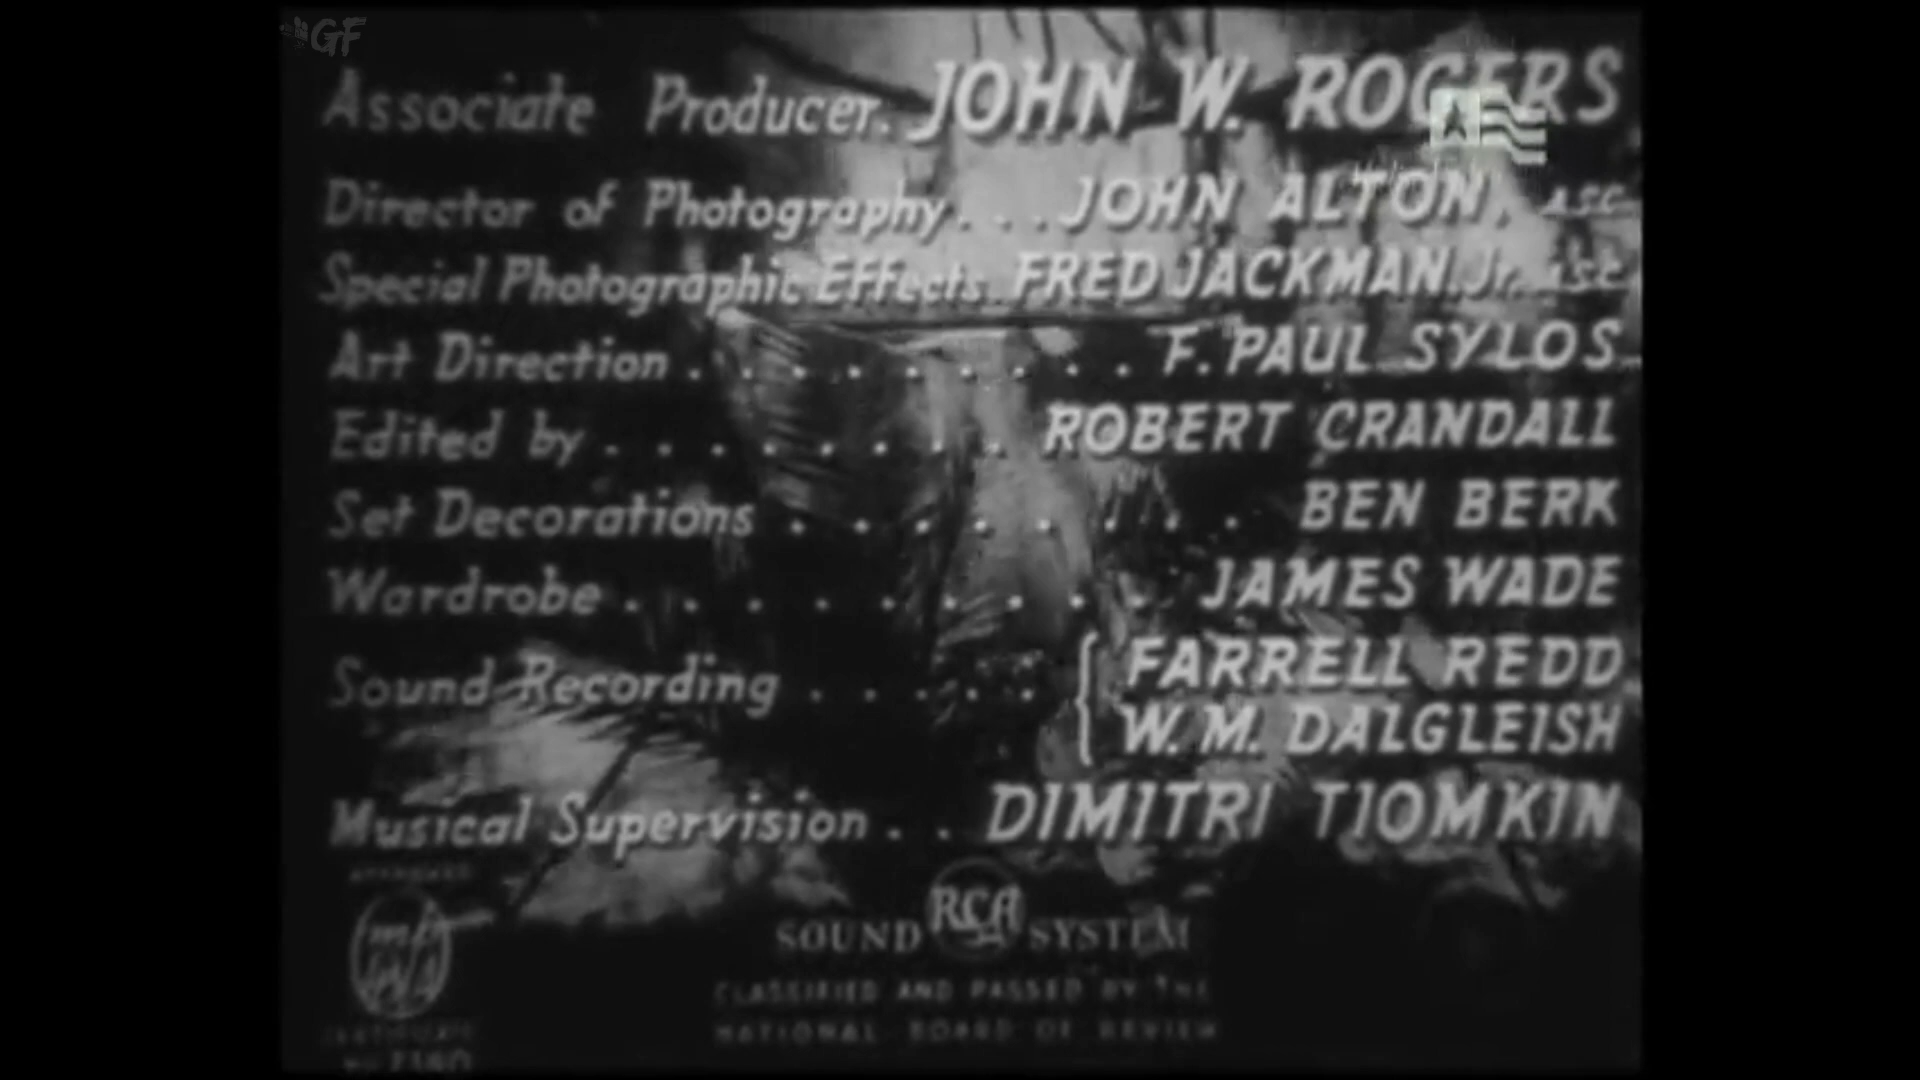 GF
Associate Producer. JOHN W. ROGERS
Director of Photography. . . . JOHN ALTON, A.S.C.
Special Photographic Effects. . FRED JACKMAN. Jr. A.S.C.
Art Direction . . . . . . . . . F. PAUL SYLOS
Edited by . . . . . . . . ROBERT CRANDALL
Set Decorations . . . . . . . . BEN BERK
Wardrobe . . . . . . . . . JAMES WADE
Sound Recording . . . . . { FARRELL REDD
W. M. DALGLEISH
Musical Supervision . . DIMITRI TIOMKIN
APPROVED
SOUND RCA SYSTEM
CLASSIFIED AND PASSED BY THE
NATIONAL BOARD OF REVIEW
CERTIFICATE